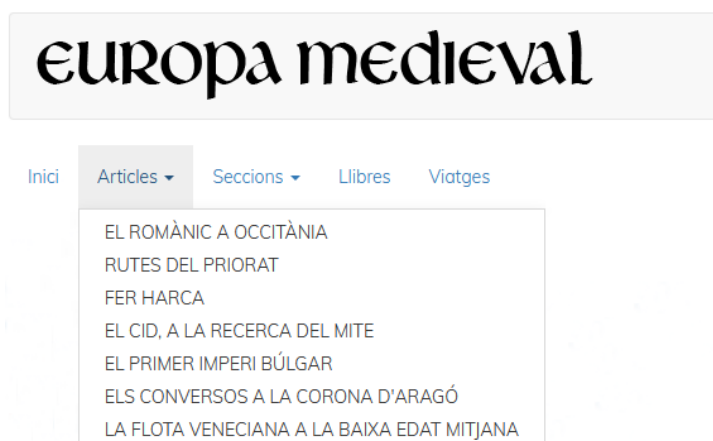 EUROPA MEDIEVAL
Inici Articles Seccions Llibres Viatges
EL ROMÀNIC A OCCITÀNIA
RUTES DEL PRIORAT
FER HARCA
EL CID, A LA RECERCA DEL MITE
EL PRIMER IMPERI BÚLGAR
ELS CONVERSOS A LA CORONA D'ARAGÓ
LA FLOTA VENECIANA A LA BAIXA EDAT MITJANA